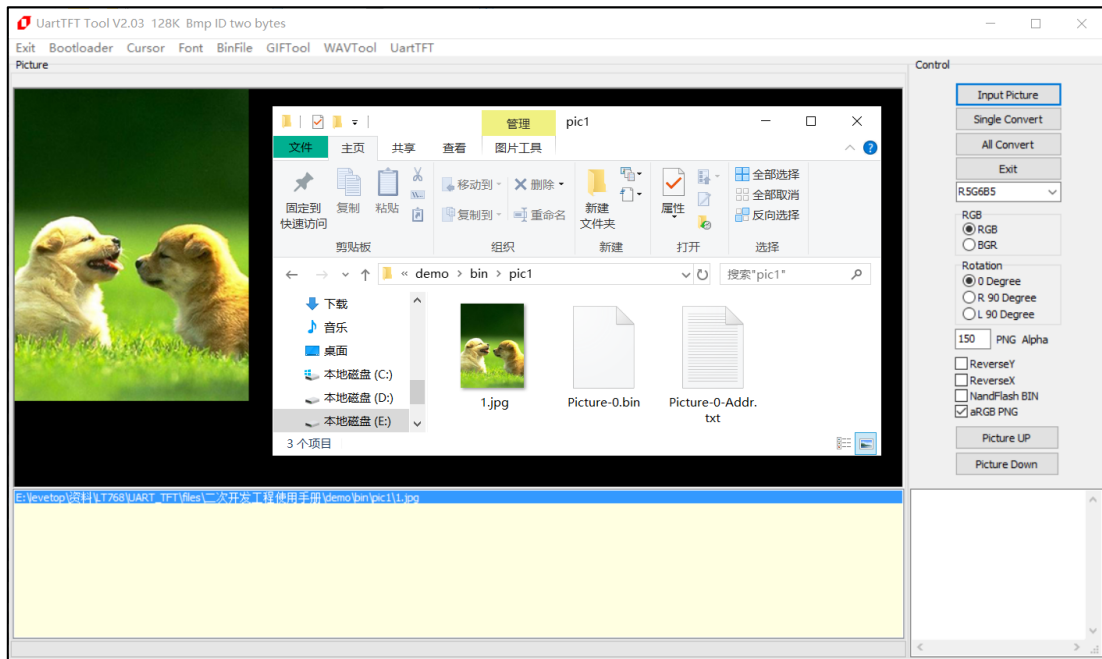 UartTFT Tool V2.03 128K Bmp ID two bytes
Exit Bootloader Cursor Font BinFile GIFTool WAVTool UartTFT
Picture
管理 pic1
文件 主页 共享 查看 图片工具
固定到
快速访问
复制
粘贴
移动到
复制到
删除
重命名
新建
文件夹
属性
全部选择
全部取消
反向选择
剪贴板 组织 新建 打开 选择
« demo › bin › pic1
搜索"pic1"
下载
音乐
桌面
本地磁盘 (C:)
本地磁盘 (D:)
本地磁盘 (E:)
1.jpg
Picture-0.bin
Picture-0-Addr.
txt
3 个项目
E:\levetop\资料\LT768\UART_TFT\files\二次开发工程使用手册\demo\bin\pic1\1.jpg
Control
Input Picture
Single Convert
All Convert
Exit
R5G6B5
RGB
RGB
BGR
Rotation
0 Degree
R 90 Degree
L 90 Degree
150 PNG Alpha
ReverseY
ReverseX
NandFlash BIN
aRGB PNG
Picture UP
Picture Down